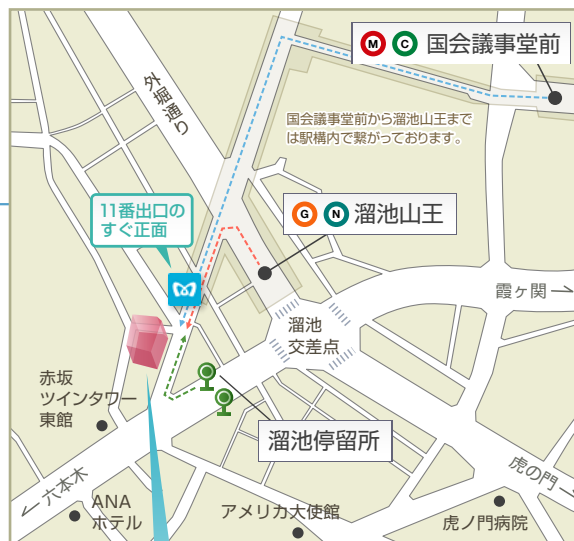 M C 国会議事堂前
外堀通り
国会議事堂前から溜池山王まで
は駅構内で繋がっております。
11番出口の
すぐ正面
G N 溜池山王
霞ヶ関→
溜池
交差点
赤坂
ツインタワー
東館
溜池停留所
←六本木
虎の門→
ANA
ホテル
アメリカ大使館
虎ノ門病院